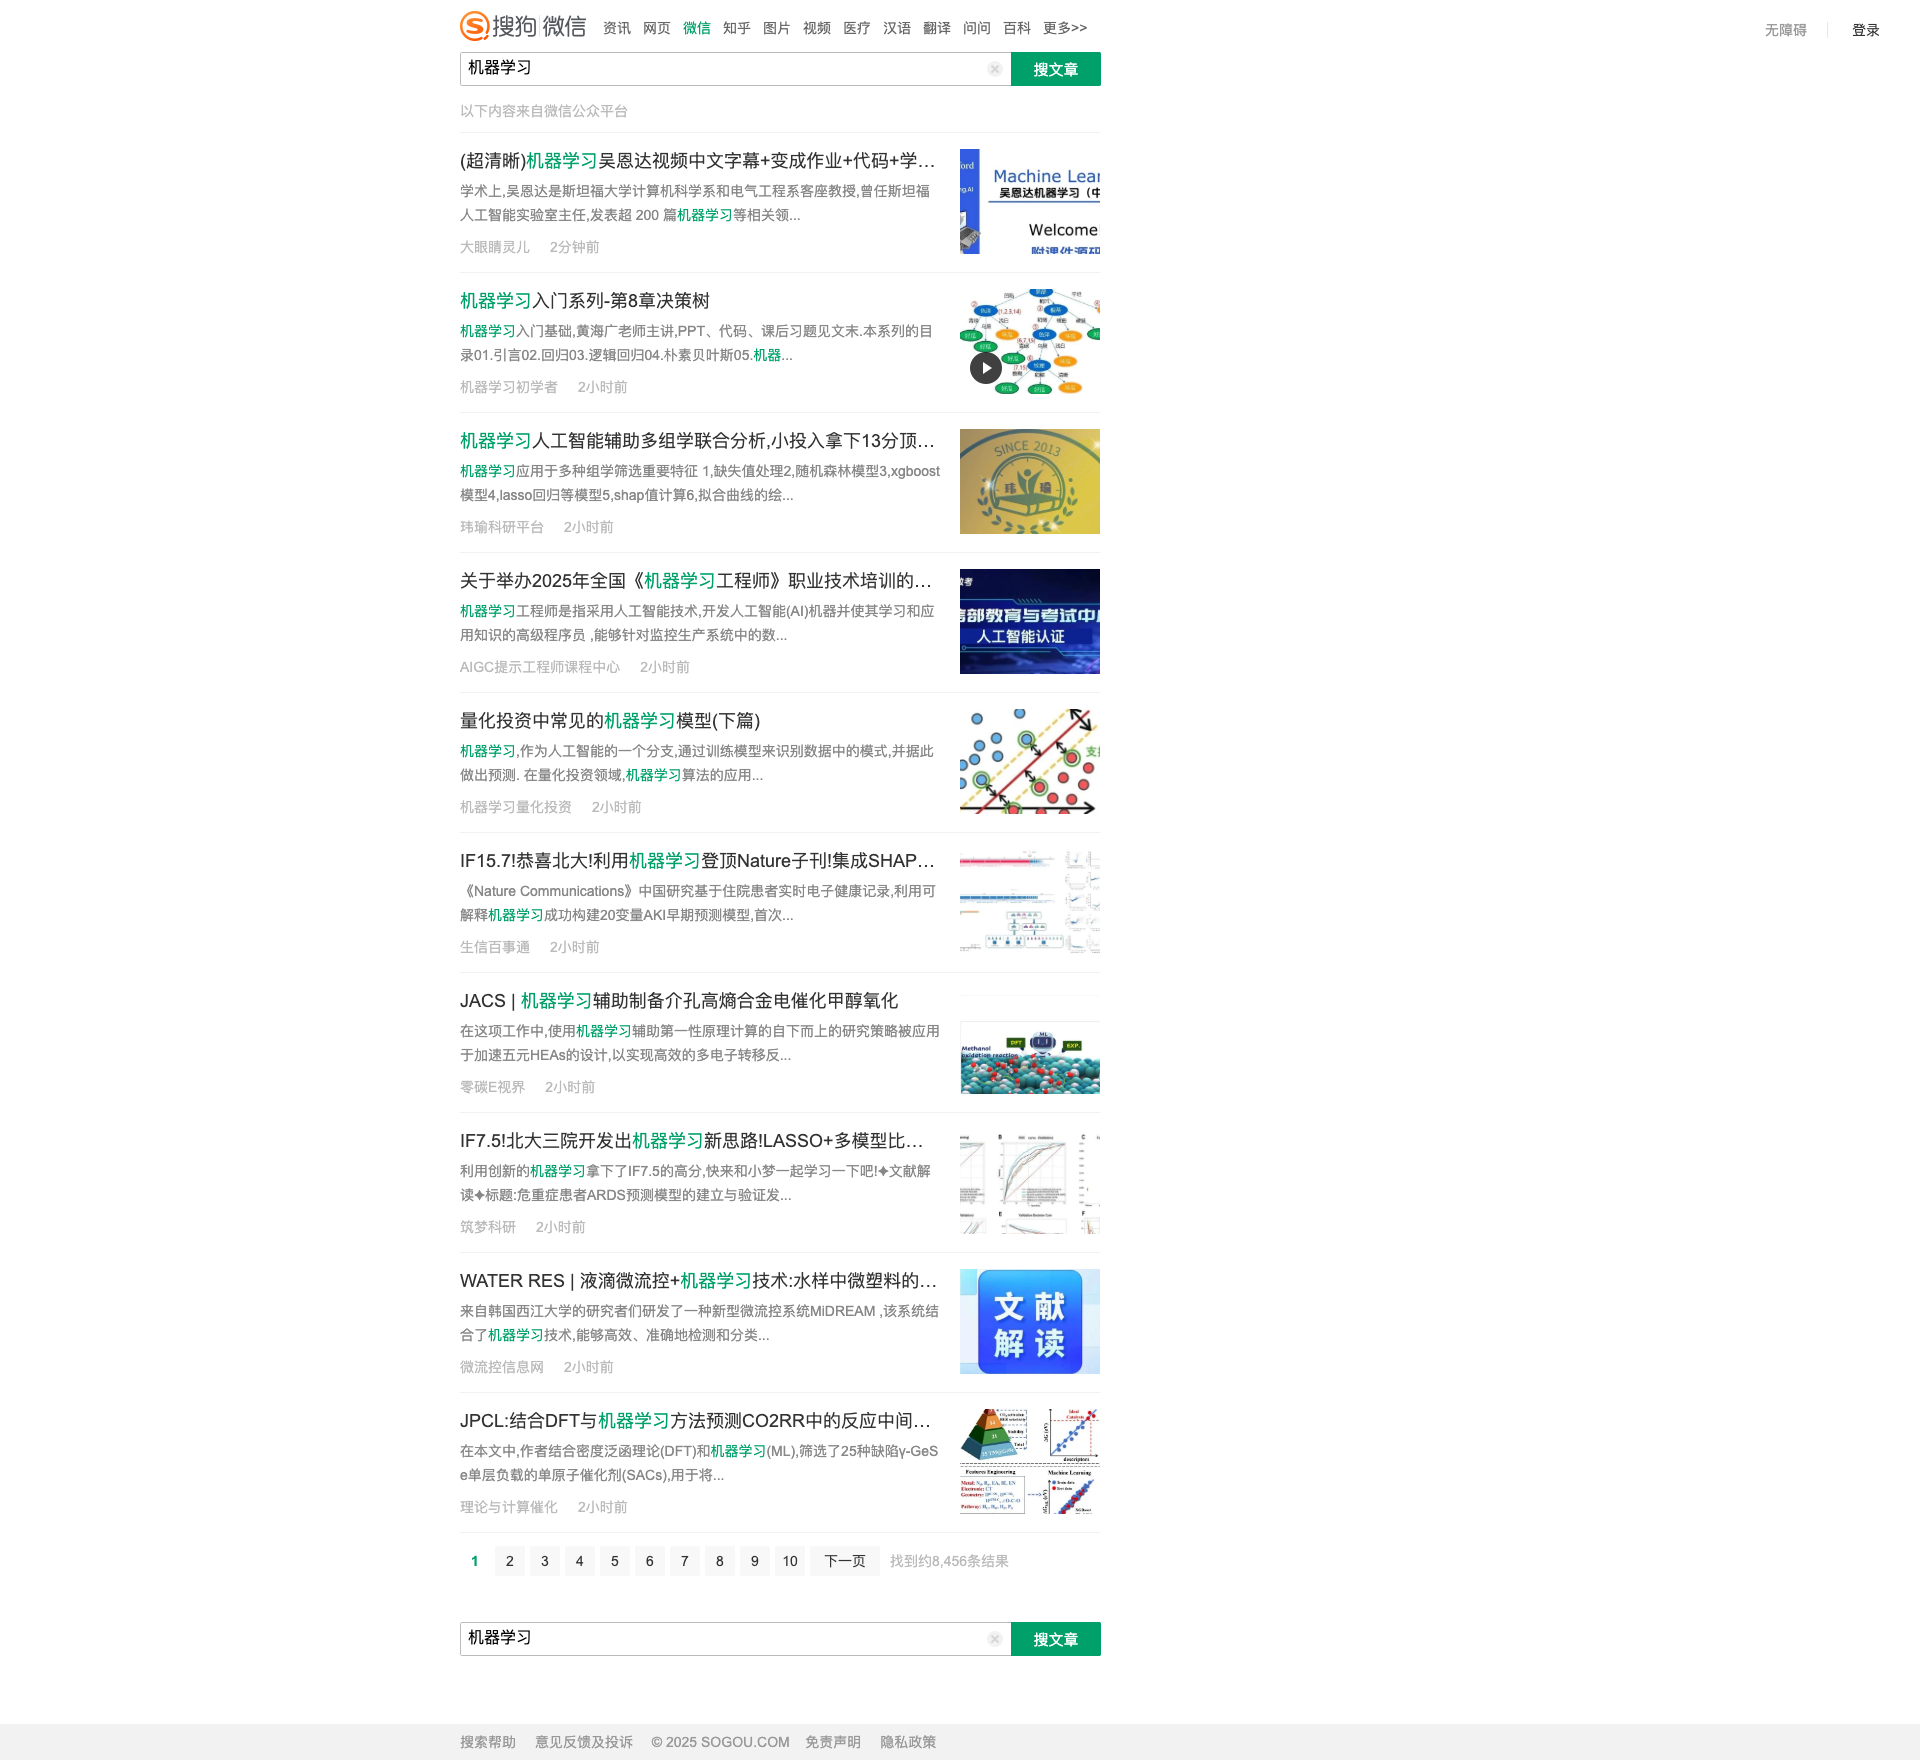 搜狗 微信 资讯 网页 微信 知乎 图片 视频 医疗 汉语 翻译 问问 百科 更多>> 无障碍 登录
机器学习 搜文章
以下内容来自微信公众平台
(超清晰)机器学习吴恩达视频中文字幕+变成作业+代码+学...
学术上,吴恩达是斯坦福大学计算机科学系和电气工程系客座教授,曾任斯坦福
人工智能实验室主任,发表超 200 篇机器学习等相关领...
大眼睛灵儿 2分钟前
Machine Lear
吴恩达机器学习（中
Welcome!
机器学习入门系列-第8章决策树
机器学习入门基础,黄海广老师主讲,PPT、代码、课后习题见文末.本系列的目
录01.引言02.回归03.逻辑回归04.朴素贝叶斯05.机器...
机器学习初学者 2小时前
机器学习人工智能辅助多组学联合分析,小投入拿下13分顶...
机器学习应用于多种组学筛选重要特征 1,缺失值处理2,随机森林模型3,xgboost
模型4,lasso回归等模型5,shap值计算6,拟合曲线的绘...
玮瑜科研平台 2小时前
SINCE 2013
玮 瑜
关于举办2025年全国《机器学习工程师》职业技术培训的...
机器学习工程师是指采用人工智能技术,开发人工智能(AI)机器并使其学习和应
用知识的高级程序员 ,能够针对监控生产系统中的数...
AIGC提示工程师课程中心 2小时前
部教育与考试中
人工智能认证
量化投资中常见的机器学习模型(下篇)
机器学习,作为人工智能的一个分支,通过训练模型来识别数据中的模式,并据此
做出预测. 在量化投资领域,机器学习算法的应用...
机器学习量化投资 2小时前
IF15.7!恭喜北大!利用机器学习登顶Nature子刊!集成SHAP...
《Nature Communications》中国研究基于住院患者实时电子健康记录,利用可
解释机器学习成功构建20变量AKI早期预测模型,首次...
生信百事通 2小时前
JACS | 机器学习辅助制备介孔高熵合金电催化甲醇氧化
在这项工作中,使用机器学习辅助第一性原理计算的自下而上的研究策略被应用
于加速五元HEAs的设计,以实现高效的多电子转移反...
零碳E视界 2小时前
ML
DFT EXP.
Methanol
oxidation reaction
IF7.5!北大三院开发出机器学习新思路!LASSO+多模型比...
利用创新的机器学习拿下了IF7.5的高分,快来和小梦一起学习一下吧!✦文献解
读✦标题:危重症患者ARDS预测模型的建立与验证发...
筑梦科研 2小时前
WATER RES | 液滴微流控+机器学习技术:水样中微塑料的...
来自韩国西江大学的研究者们研发了一种新型微流控系统MiDREAM ,该系统结
合了机器学习技术,能够高效、准确地检测和分类...
微流控信息网 2小时前
文献
解读
JPCL:结合DFT与机器学习方法预测CO2RR中的反应中间...
在本文中,作者结合密度泛函理论(DFT)和机器学习(ML),筛选了25种缺陷γ-GeS
e单层负载的单原子催化剂(SACs),用于将...
理论与计算催化 2小时前
descriptors
Features Engineering Machine Learning
1 2 3 4 5 6 7 8 9 10 下一页 找到约8,456条结果
机器学习 搜文章
搜索帮助 意见反馈及投诉 © 2025 SOGOU.COM 免责声明 隐私政策